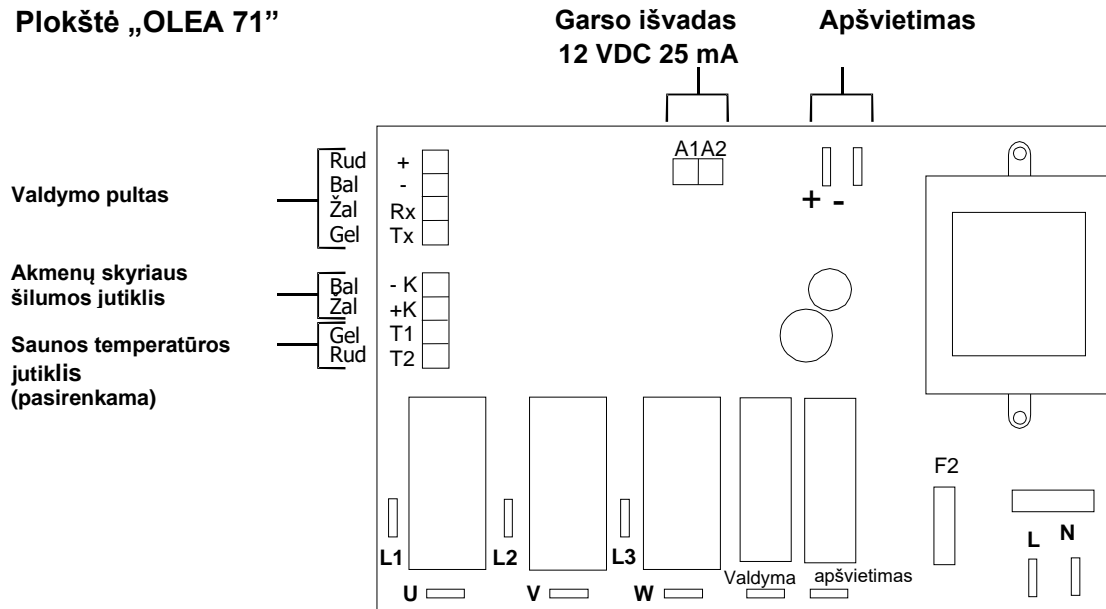 Plokštė „OLEA 71”
Garso išvadas
12 VDC 25 mA
Apšvietimas
A1 A2
+ -
Valdymo pultas
Rud +
Bal -
Žal Rx
Gel Tx
Akmenų skyriaus
šilumos jutiklis
Bal - K
Žal +K
Saunos temperatūros
jutiklis
(pasirenkama)
Gel T1
Rud T2
F2
L1
L2
L3
L N
U
V
W
Valdyma
apšvietimas